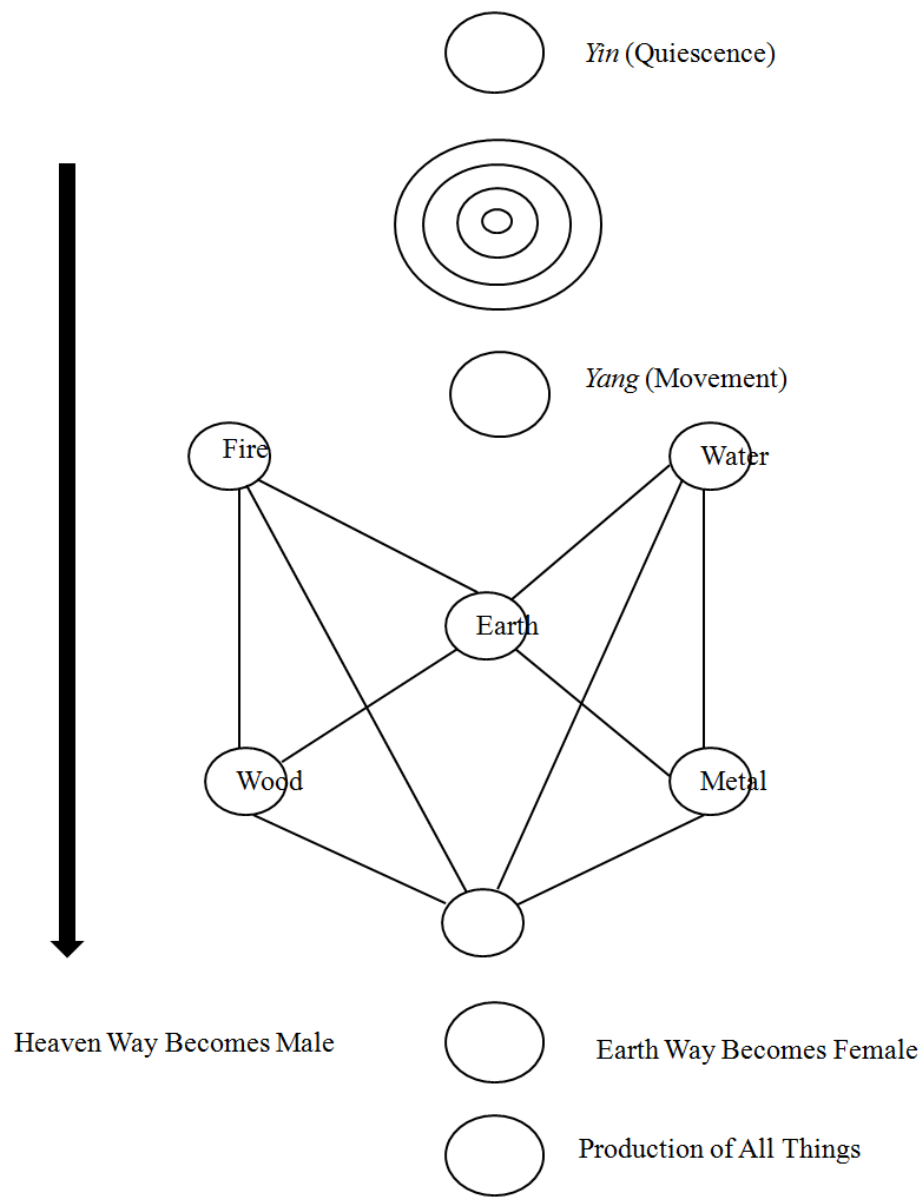 Yin (Quiescence)
Yang (Movement)
Fire
Water
Earth
Wood
Metal
Heaven Way Becomes Male
Earth Way Becomes Female
Production of All Things